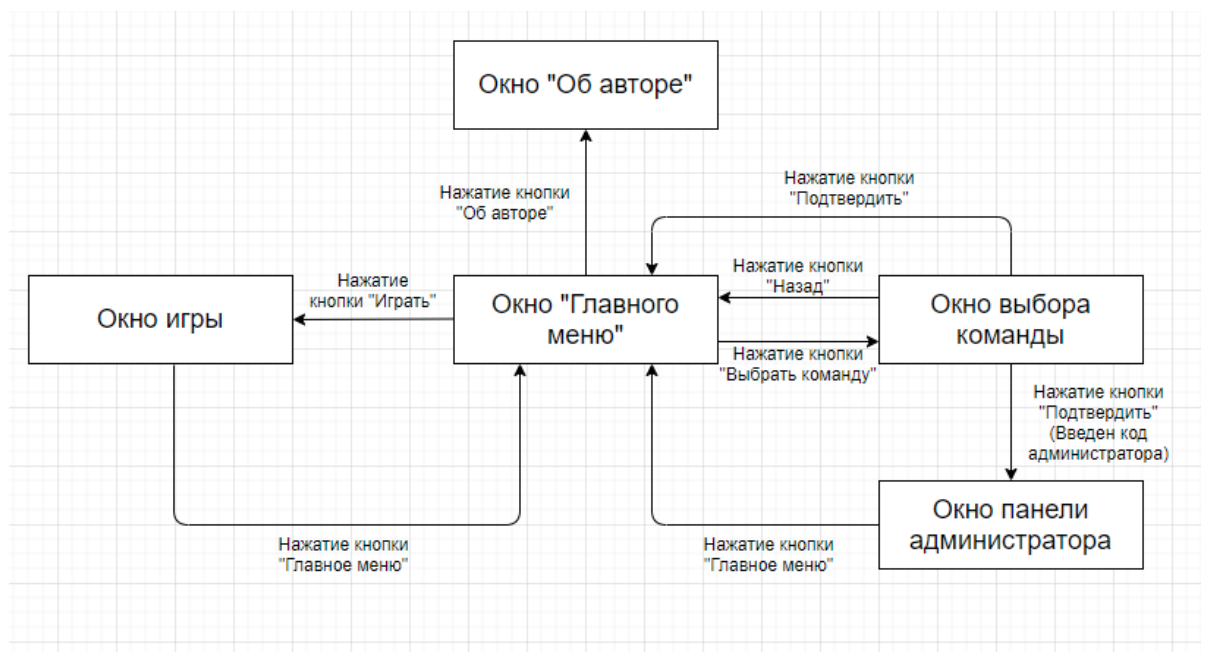 Окно "Об авторе"
Нажатие кнопки
"Об авторе"
Нажатие кнопки
"Подтвердить"
Окно игры
Нажатие
кнопки "Играть"
Окно "Главного
меню"
Нажатие кнопки
"Назад"
Нажатие кнопки
"Выбрать команду"
Окно выбора
команды
Нажатие кнопки
"Подтвердить"
(Введен код
администратора)
Окно панели
администратора
Нажатие кнопки
"Главное меню"
Нажатие кнопки
"Главное меню"